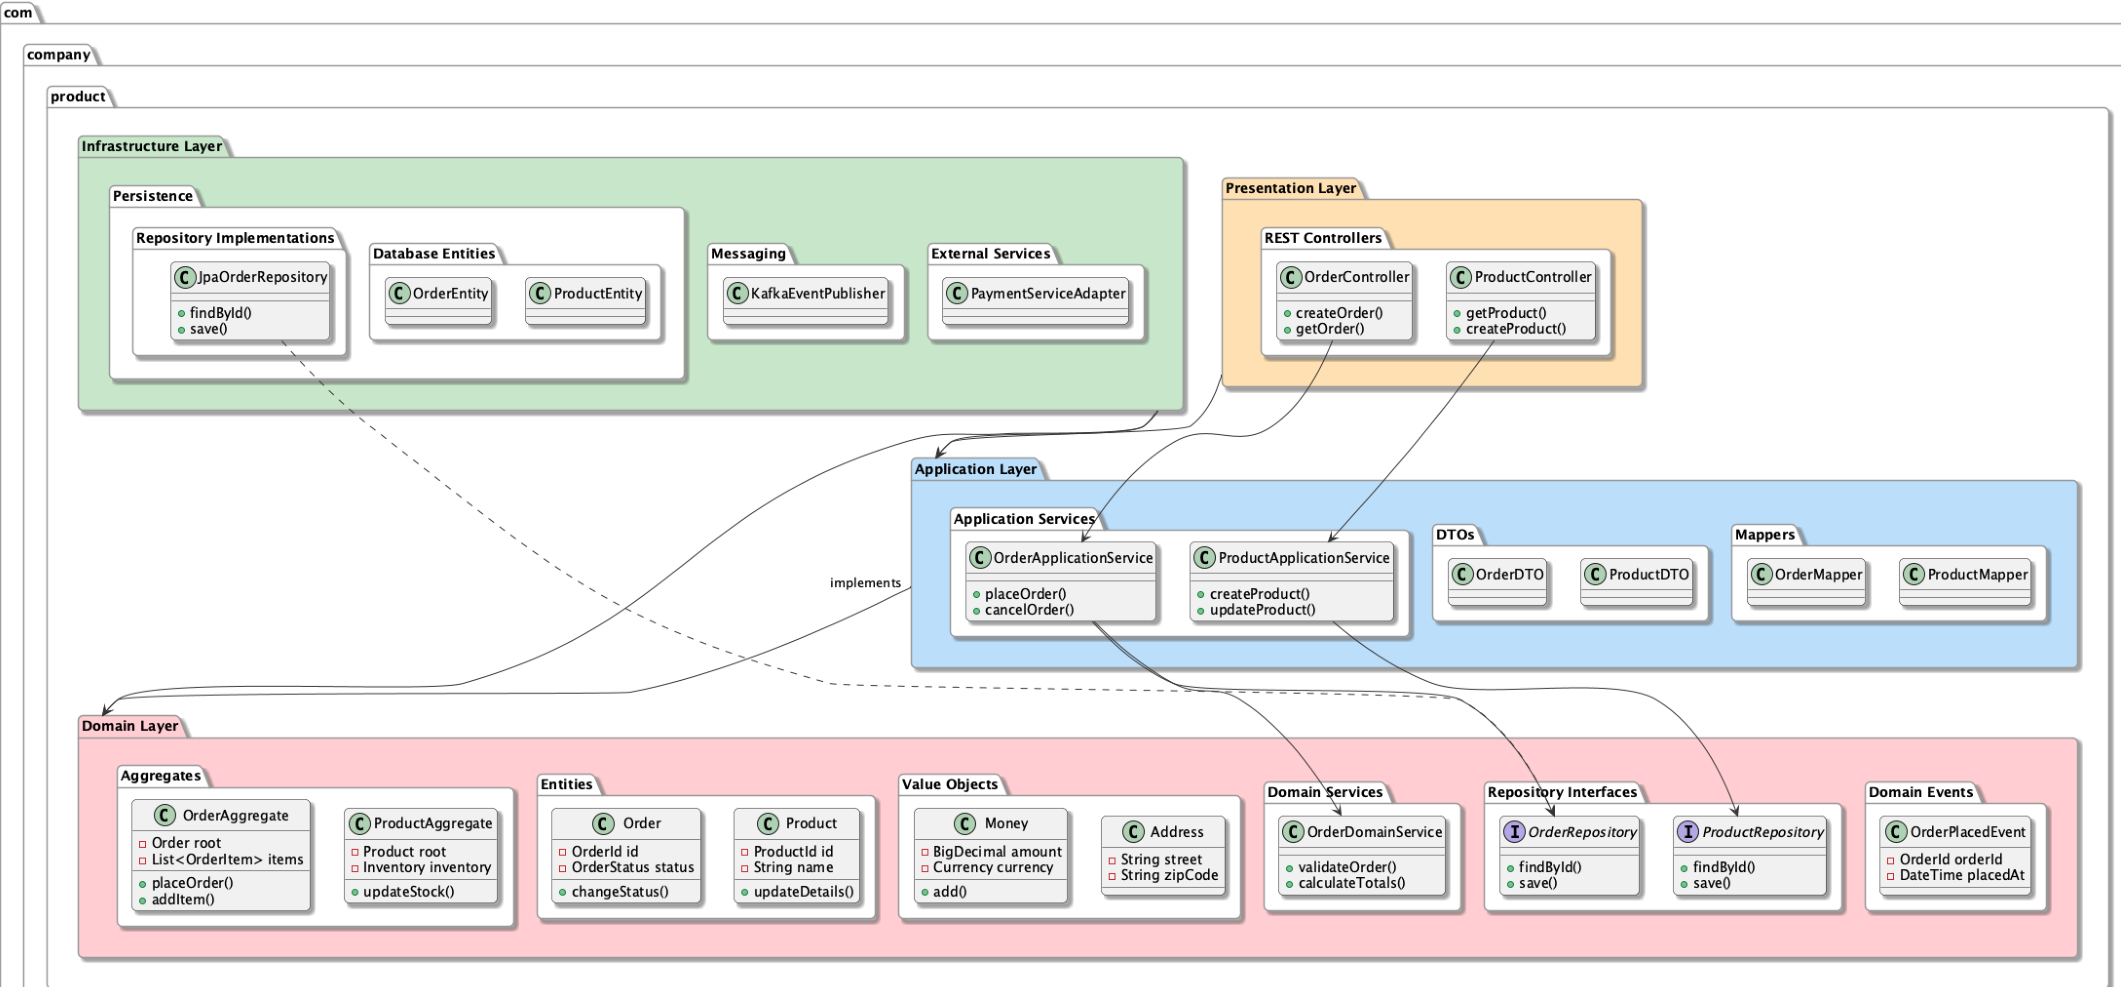 com
company
product
Infrastructure Layer
Persistence
Repository Implementations
C JpaOrderRepository
findById()
save()
Database Entities
C OrderEntity
C ProductEntity
Messaging
C KafkaEventPublisher
External Services
C PaymentServiceAdapter
Presentation Layer
REST Controllers
C OrderController
createOrder()
getOrder()
C ProductController
getProduct()
createProduct()
Application Layer
Application Services
C OrderApplicationService
placeOrder()
cancelOrder()
C ProductApplicationService
createProduct()
updateProduct()
DTOs
C OrderDTO
C ProductDTO
Mappers
C OrderMapper
C ProductMapper
implements
Domain Layer
Aggregates
C OrderAggregate
Order root
List<OrderItem> items
placeOrder()
addItem()
C ProductAggregate
Product root
Inventory inventory
updateStock()
Entities
C Order
OrderId id
OrderStatus status
changeStatus()
C Product
ProductId id
String name
updateDetails()
Value Objects
C Money
BigDecimal amount
Currency currency
add()
C Address
String street
String zipCode
Domain Services
C OrderDomainService
validateOrder()
calculateTotals()
Repository Interfaces
I OrderRepository
findById()
save()
I ProductRepository
findById()
save()
Domain Events
C OrderPlacedEvent
OrderId orderId
DateTime placedAt